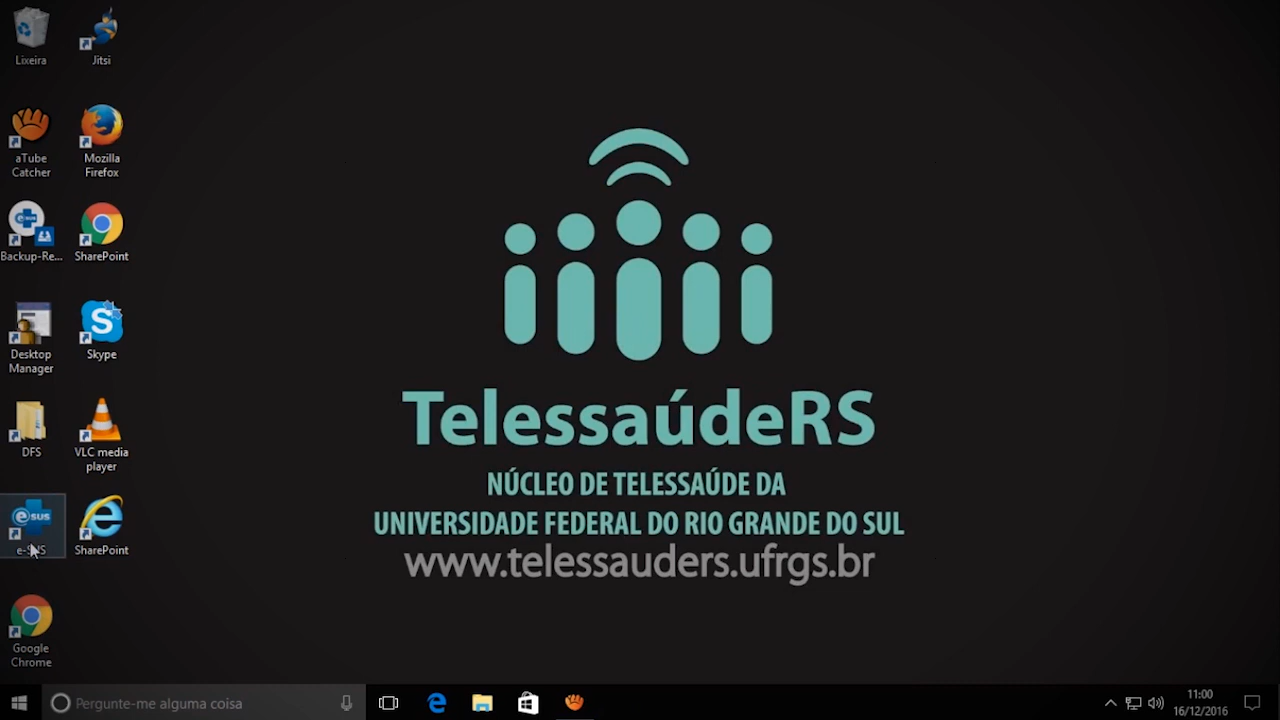 Lixeira
Jitsi
aTube
Catcher
Mozilla
Firefox
Backup-Re...
SharePoint
Desktop
Manager
Skype
DFS
VLC media
player
e-SUS
SharePoint
Google
Chrome
TelessaúdeRS
NÚCLEO DE TELESSAÚDE DA
UNIVERSIDADE FEDERAL DO RIO GRANDE DO SUL
www.telessauders.ufrgs.br
Pergunte-me alguma coisa
11:00
16/12/2016